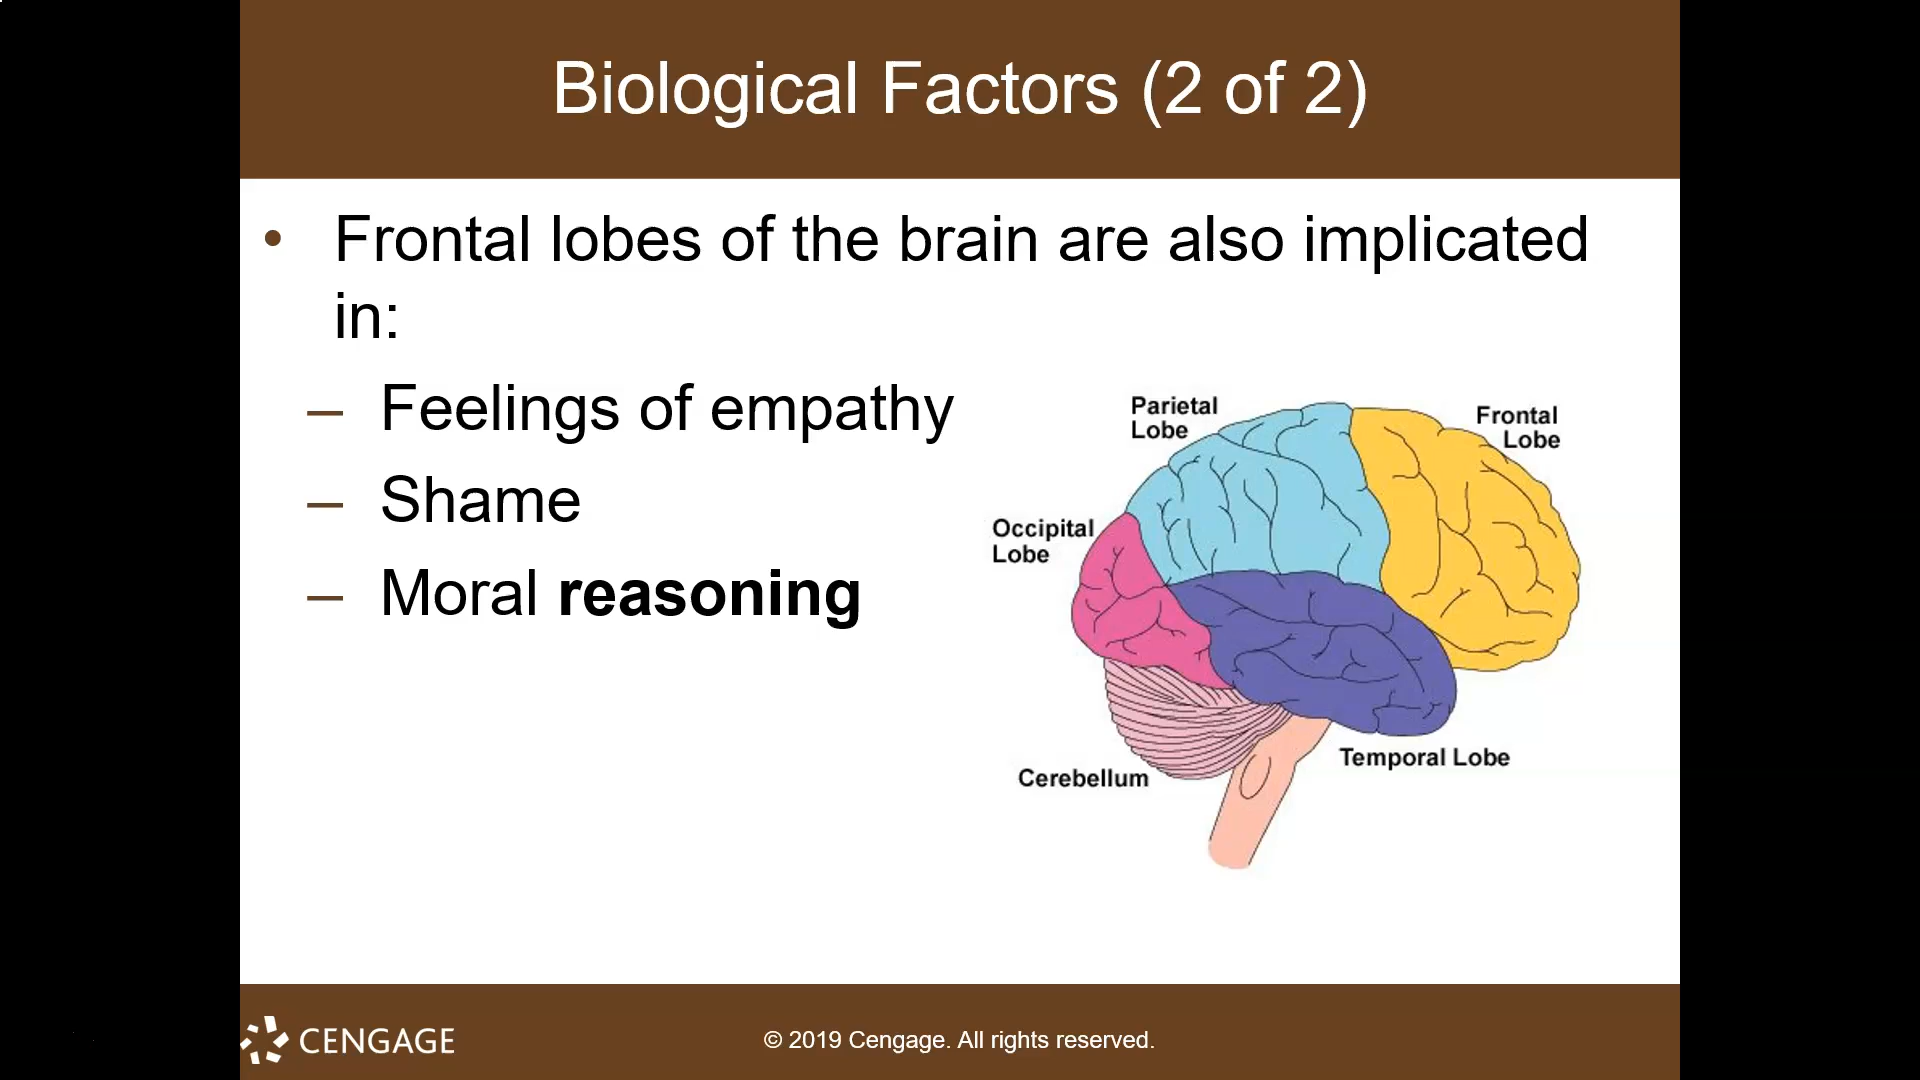 Biological Factors (2 of 2)
• Frontal lobes of the brain are also implicated
in:
– Feelings of empathy
– Shame
– Moral reasoning
Parietal
Lobe
Frontal
Lobe
Occipital
Lobe
Temporal Lobe
Cerebellum
CENGAGE
© 2019 Cengage. All rights reserved.